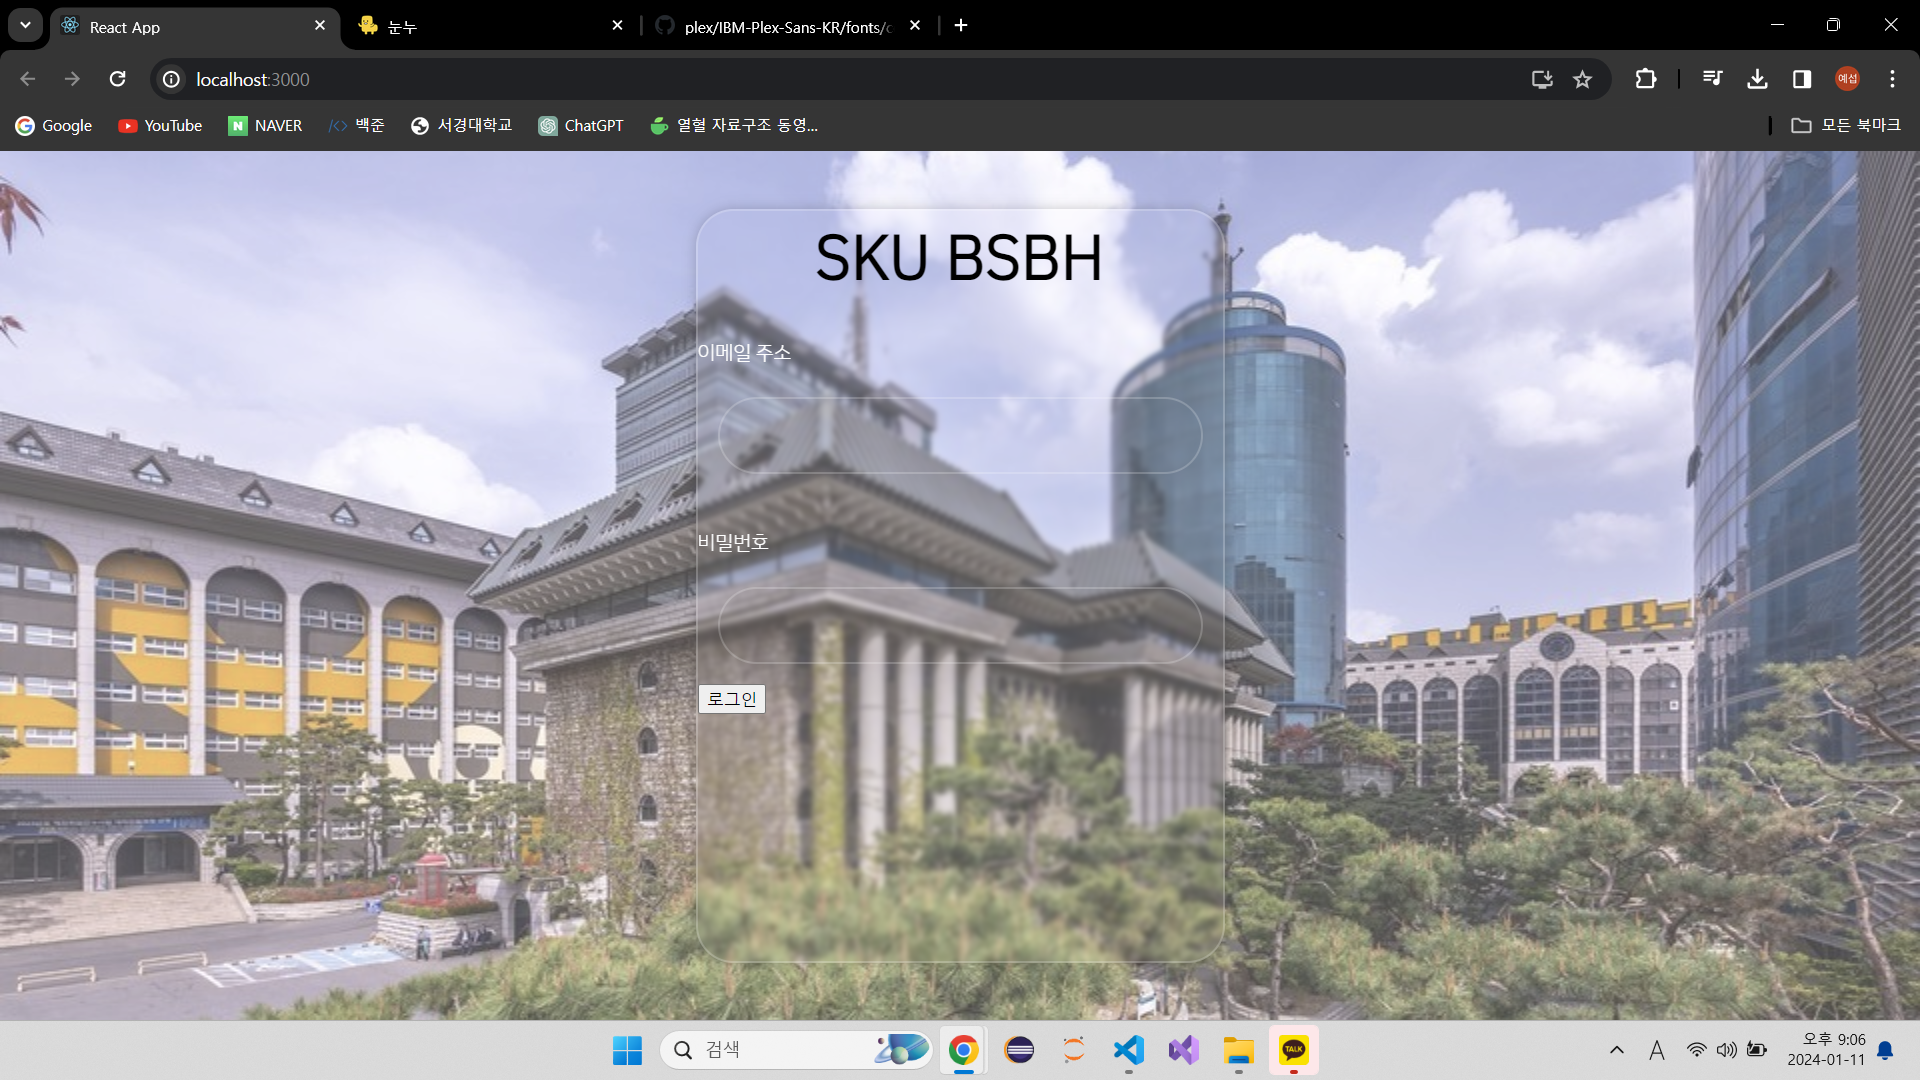 React App
눈누
plex/IBM-Plex-Sans-KR/fonts/c
localhost:3000
예섭
Google
YouTube
NAVER
백준
서경대학교
ChatGPT
열혈 자료구조 동영...
모든 북마크
SKU BSBH
이메일 주소
비밀번호
로그인
검색
TALK
A
오후 9:06
2024-01-11